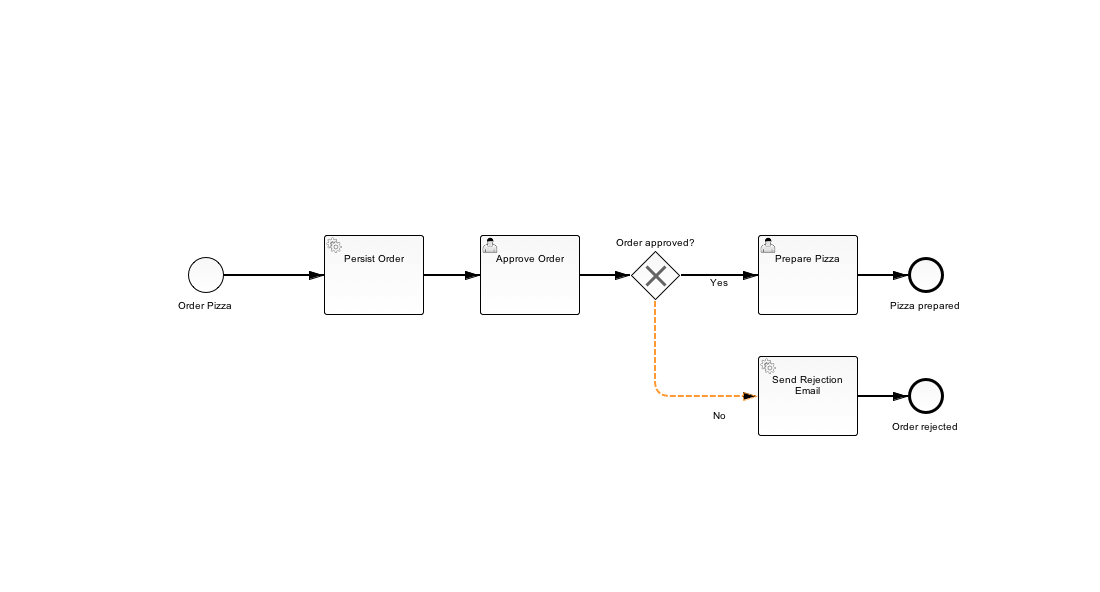 Order Pizza
Persist Order
Approve Order
Order approved?
Yes
Prepare Pizza
Pizza prepared
No
Send Rejection
Email
Order rejected